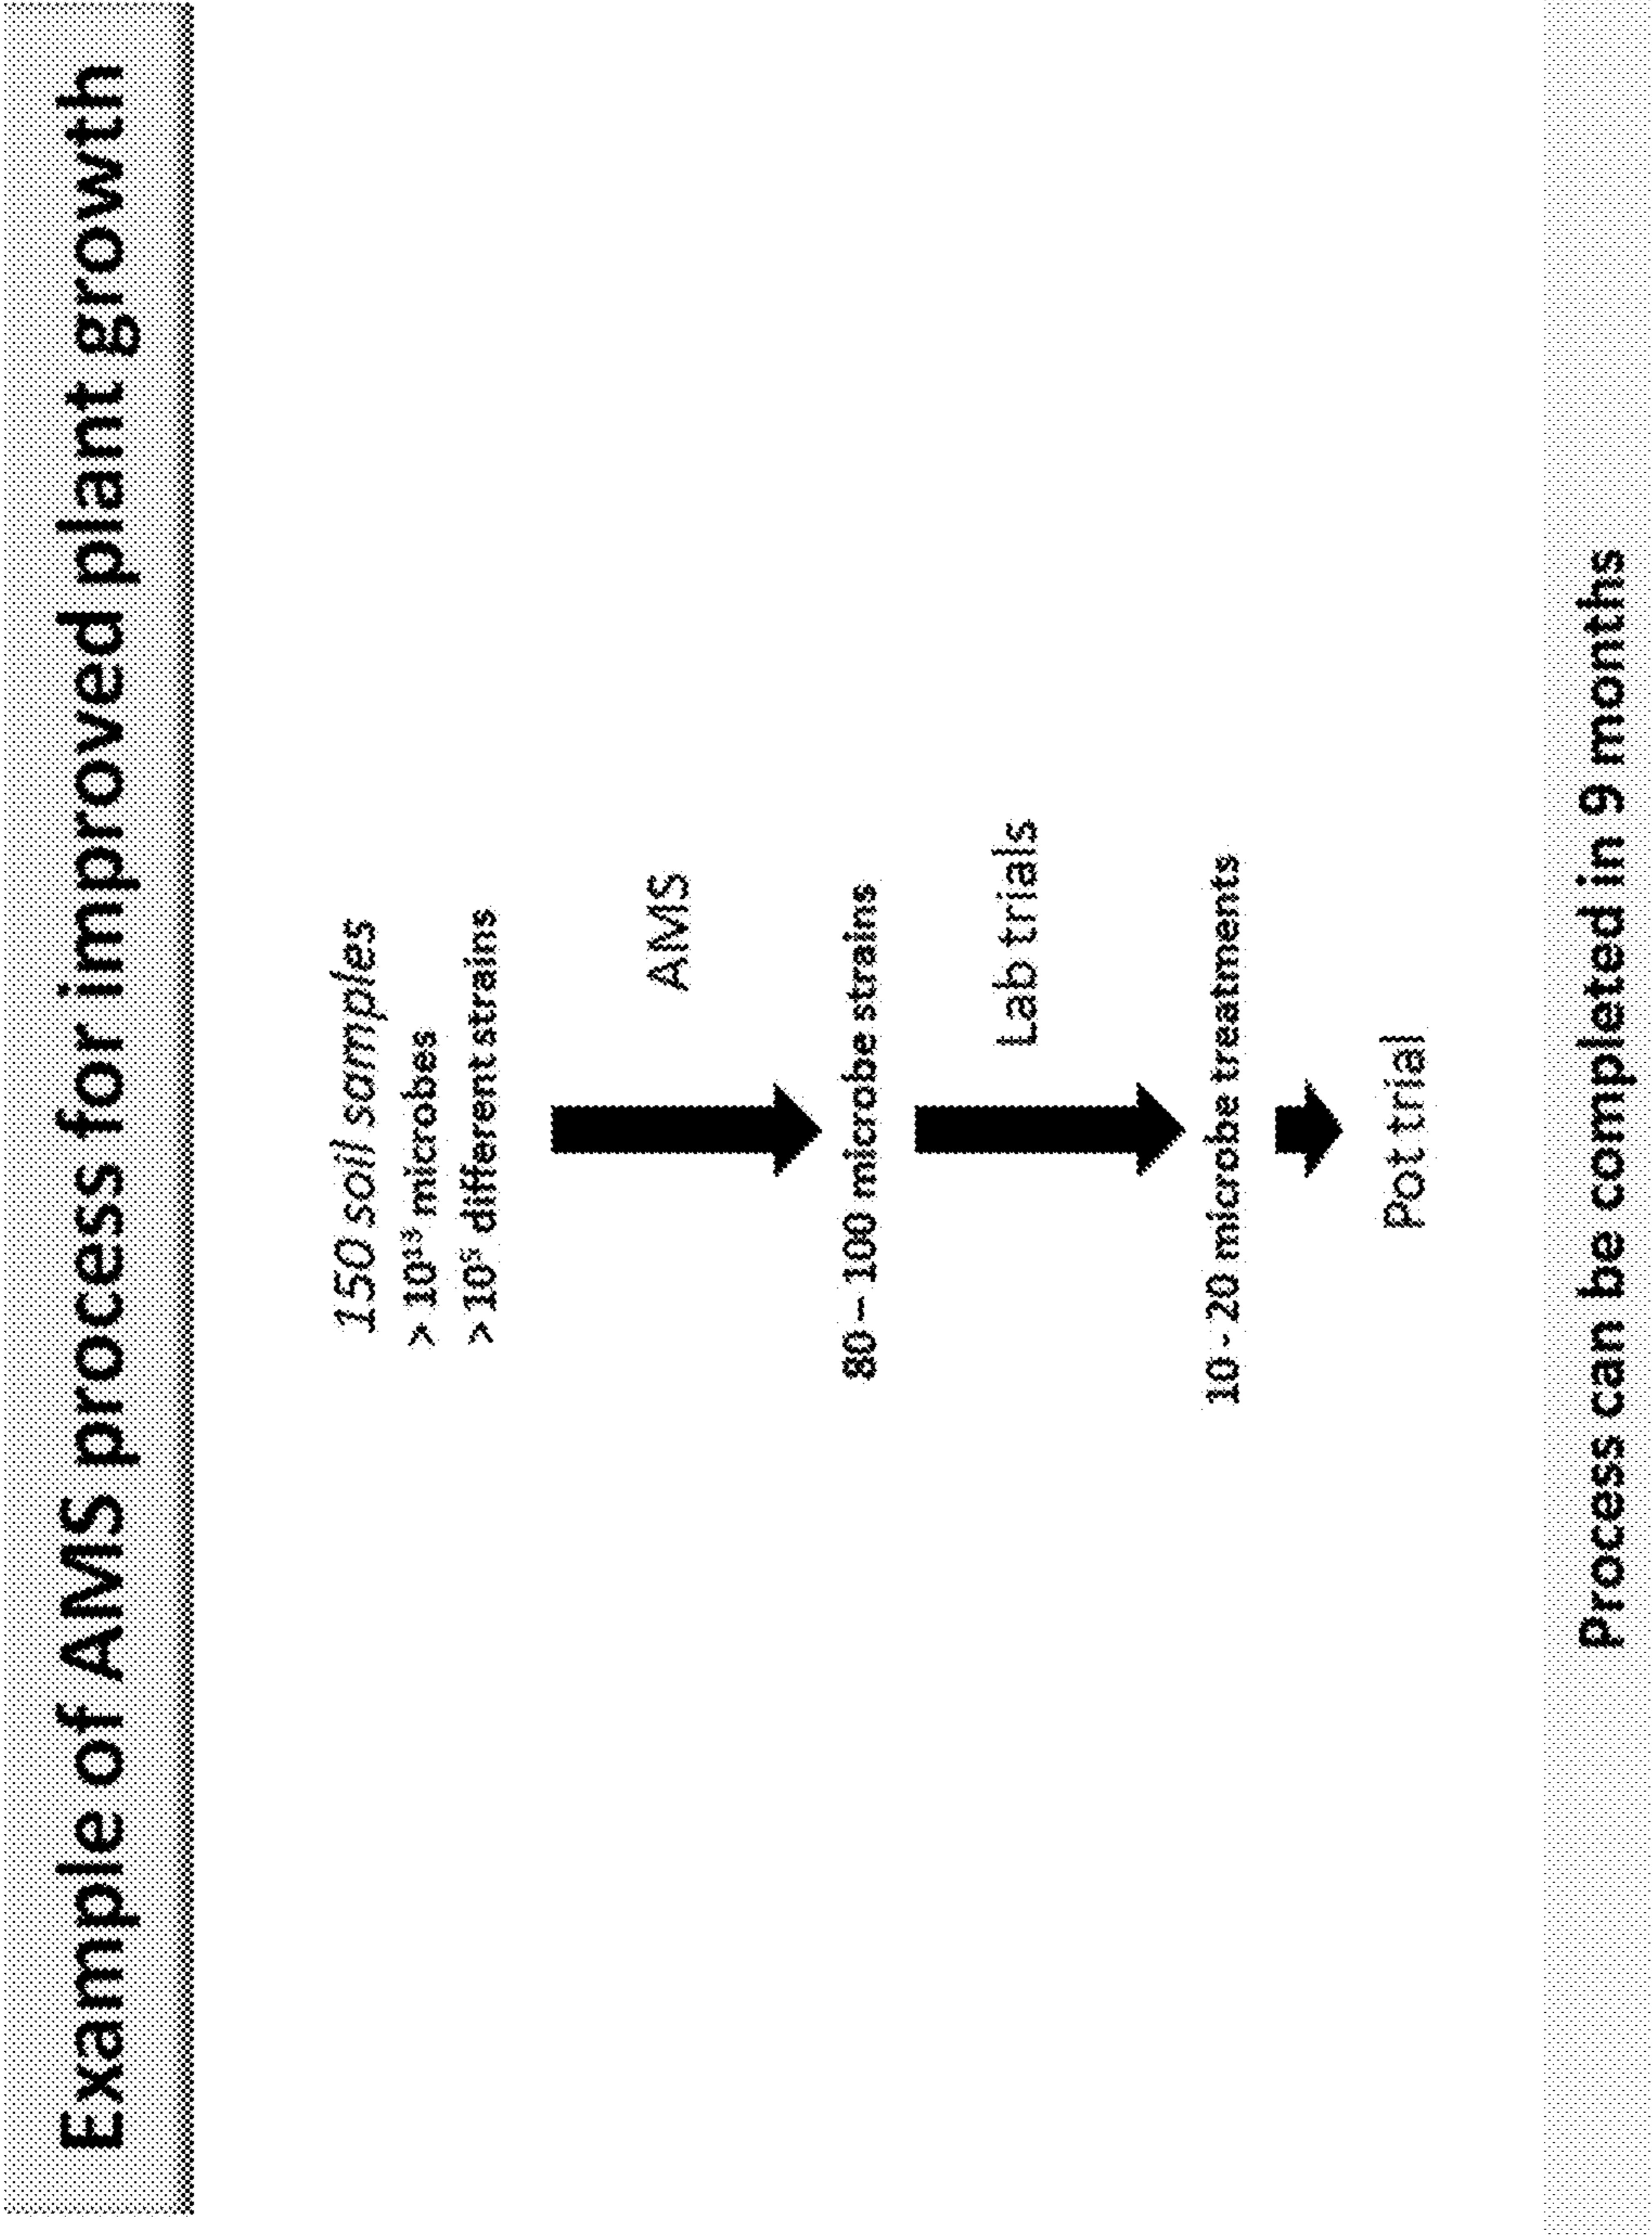 Example of AMS process for improved plant growth
150 soil samples
> 10¹³ microbes
> 10⁵ different strains
AMS
80 – 100 microbe strains
Lab trials
10 - 20 microbe treatments
Pot trial
Process can be completed in 9 months